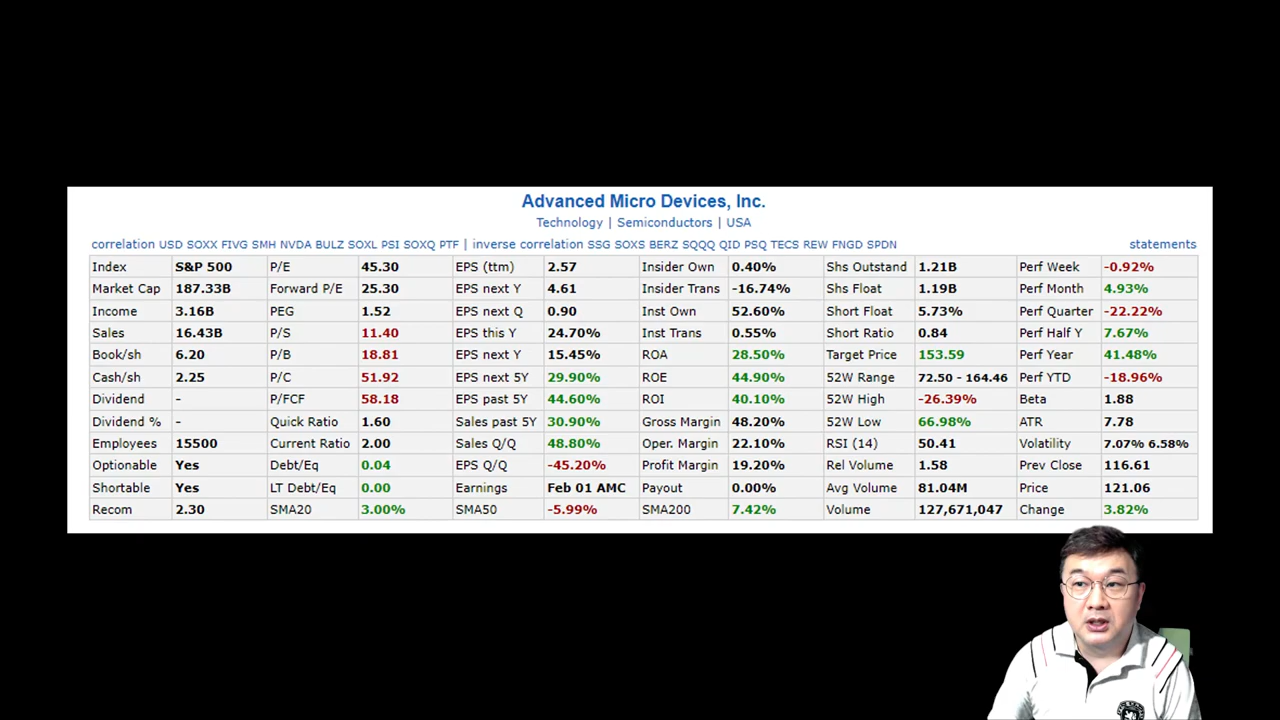 Advanced Micro Devices, Inc.
Technology | Semiconductors | USA
correlation USD SOXX FIVG SMH NVDA BULZ SOXL PSI SOXQ PTF | inverse correlation SSG SOXS BERZ SQQQ QID PSQ TECS REW FNGD SPDN statements
Index S&P 500 P/E 45.30 EPS (ttm) 2.57 Insider Own 0.40% Shs Outstand 1.21B Perf Week -0.92%
Market Cap 187.33B Forward P/E 25.30 EPS next Y 4.61 Insider Trans -16.74% Shs Float 1.19B Perf Month 4.93%
Income 3.16B PEG 1.52 EPS next Q 0.90 Inst Own 52.60% Short Float 5.73% Perf Quarter -22.22%
Sales 16.43B P/S 11.40 EPS this Y 24.70% Inst Trans 0.55% Short Ratio 0.84 Perf Half Y 7.67%
Book/sh 6.20 P/B 18.81 EPS next Y 15.45% ROA 28.50% Target Price 153.59 Perf Year 41.48%
Cash/sh 2.25 P/C 51.92 EPS next 5Y 29.90% ROE 44.90% 52W Range 72.50 - 164.46 Perf YTD -18.96%
Dividend - P/FCF 58.18 EPS past 5Y 44.60% ROI 40.10% 52W High -26.39% Beta 1.88
Dividend % - Quick Ratio 1.60 Sales past 5Y 30.90% Gross Margin 48.20% 52W Low 66.98% ATR 7.78
Employees 15500 Current Ratio 2.00 Sales Q/Q 48.80% Oper. Margin 22.10% RSI (14) 50.41 Volatility 7.07% 6.58%
Optionable Yes Debt/Eq 0.04 EPS Q/Q -45.20% Profit Margin 19.20% Rel Volume 1.58 Prev Close 116.61
Shortable Yes LT Debt/Eq 0.00 Earnings Feb 01 AMC Payout 0.00% Avg Volume 81.04M Price 121.06
Recom 2.30 SMA20 3.00% SMA50 -5.99% SMA200 7.42% Volume 127,671,047 Change 3.82%